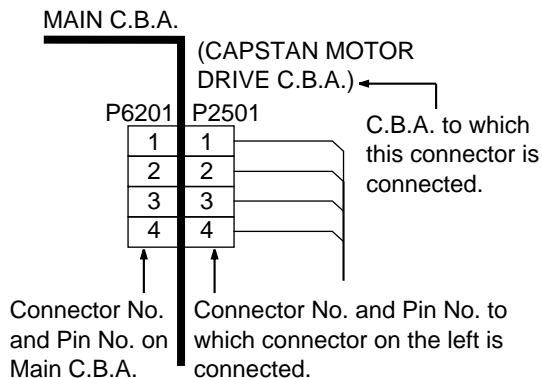 MAIN C.B.A.
(CAPSTAN MOTOR
DRIVE C.B.A.)
P6201 P2501
C.B.A. to which
this connector is
connected.
1 1
2 2
3 3
4 4
Connector No.
and Pin No. on
Main C.B.A.
Connector No. and Pin No. to
which connector on the left is
connected.